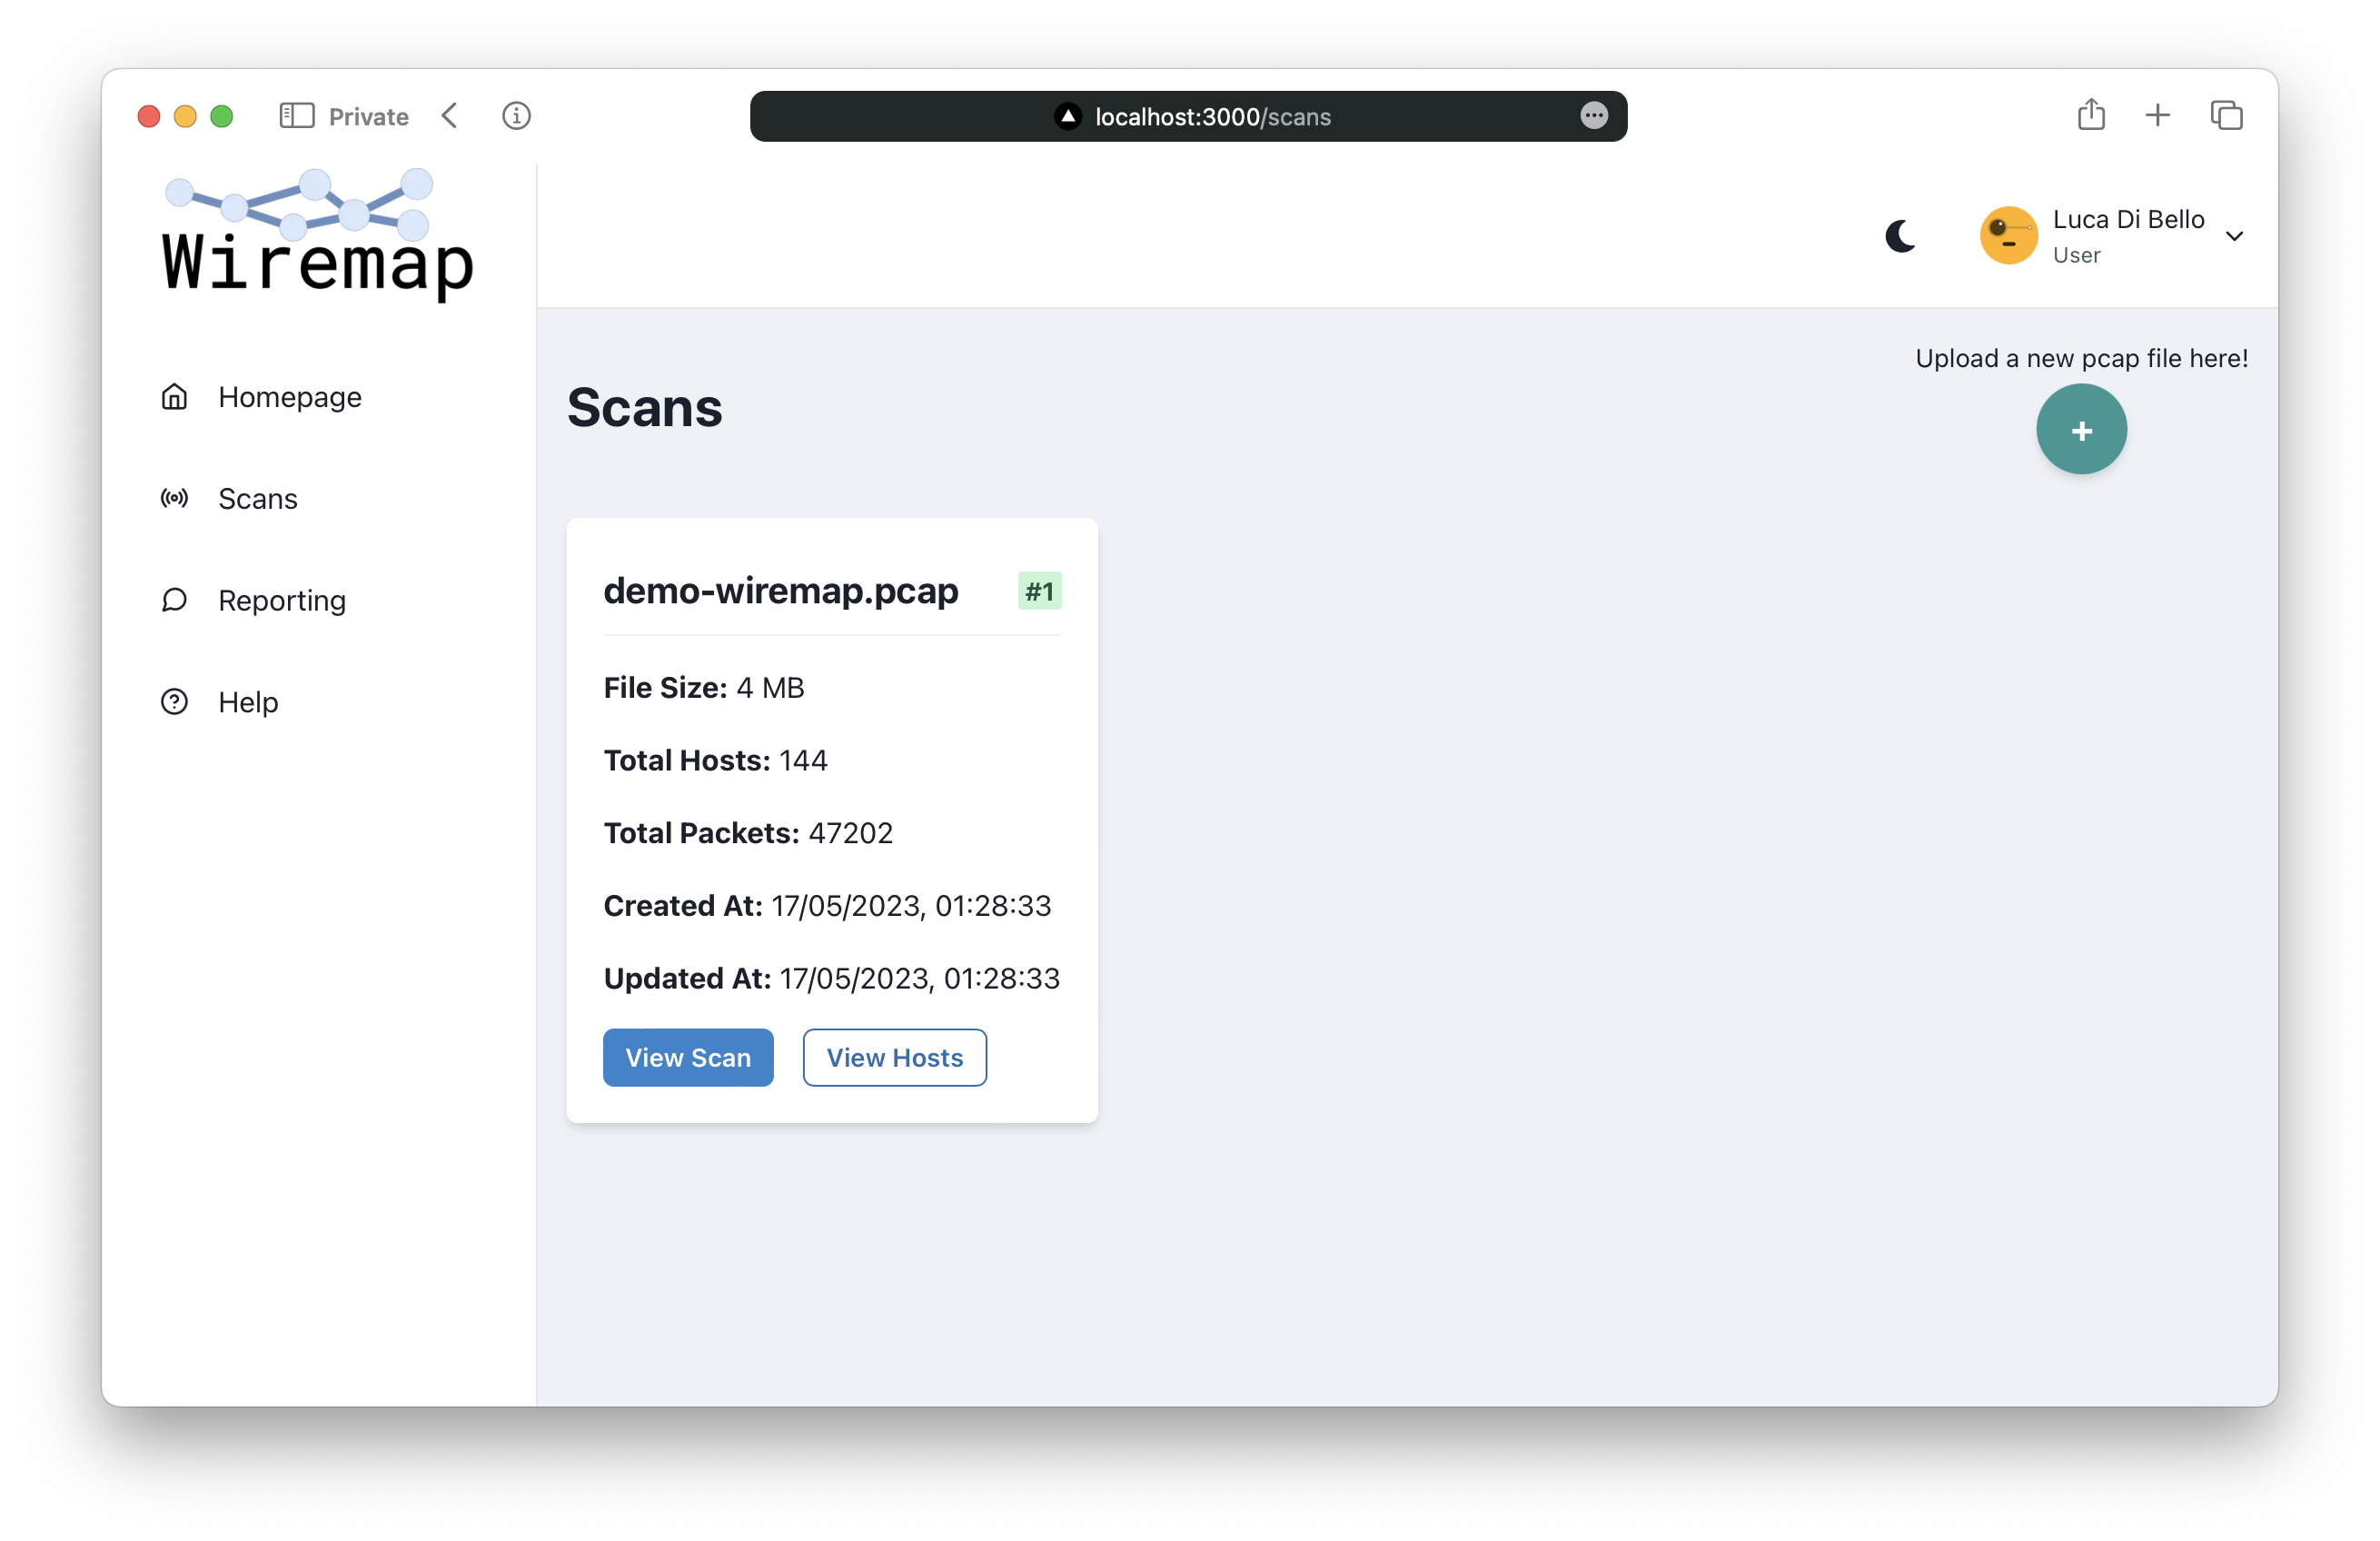 Private
localhost:3000/scans
Wiremap
Luca Di Bello
User
Homepage
Scans
Reporting
Help
Upload a new pcap file here!
+
Scans
demo-wiremap.pcap #1
File Size: 4 MB
Total Hosts: 144
Total Packets: 47202
Created At: 17/05/2023, 01:28:33
Updated At: 17/05/2023, 01:28:33
View Scan View Hosts